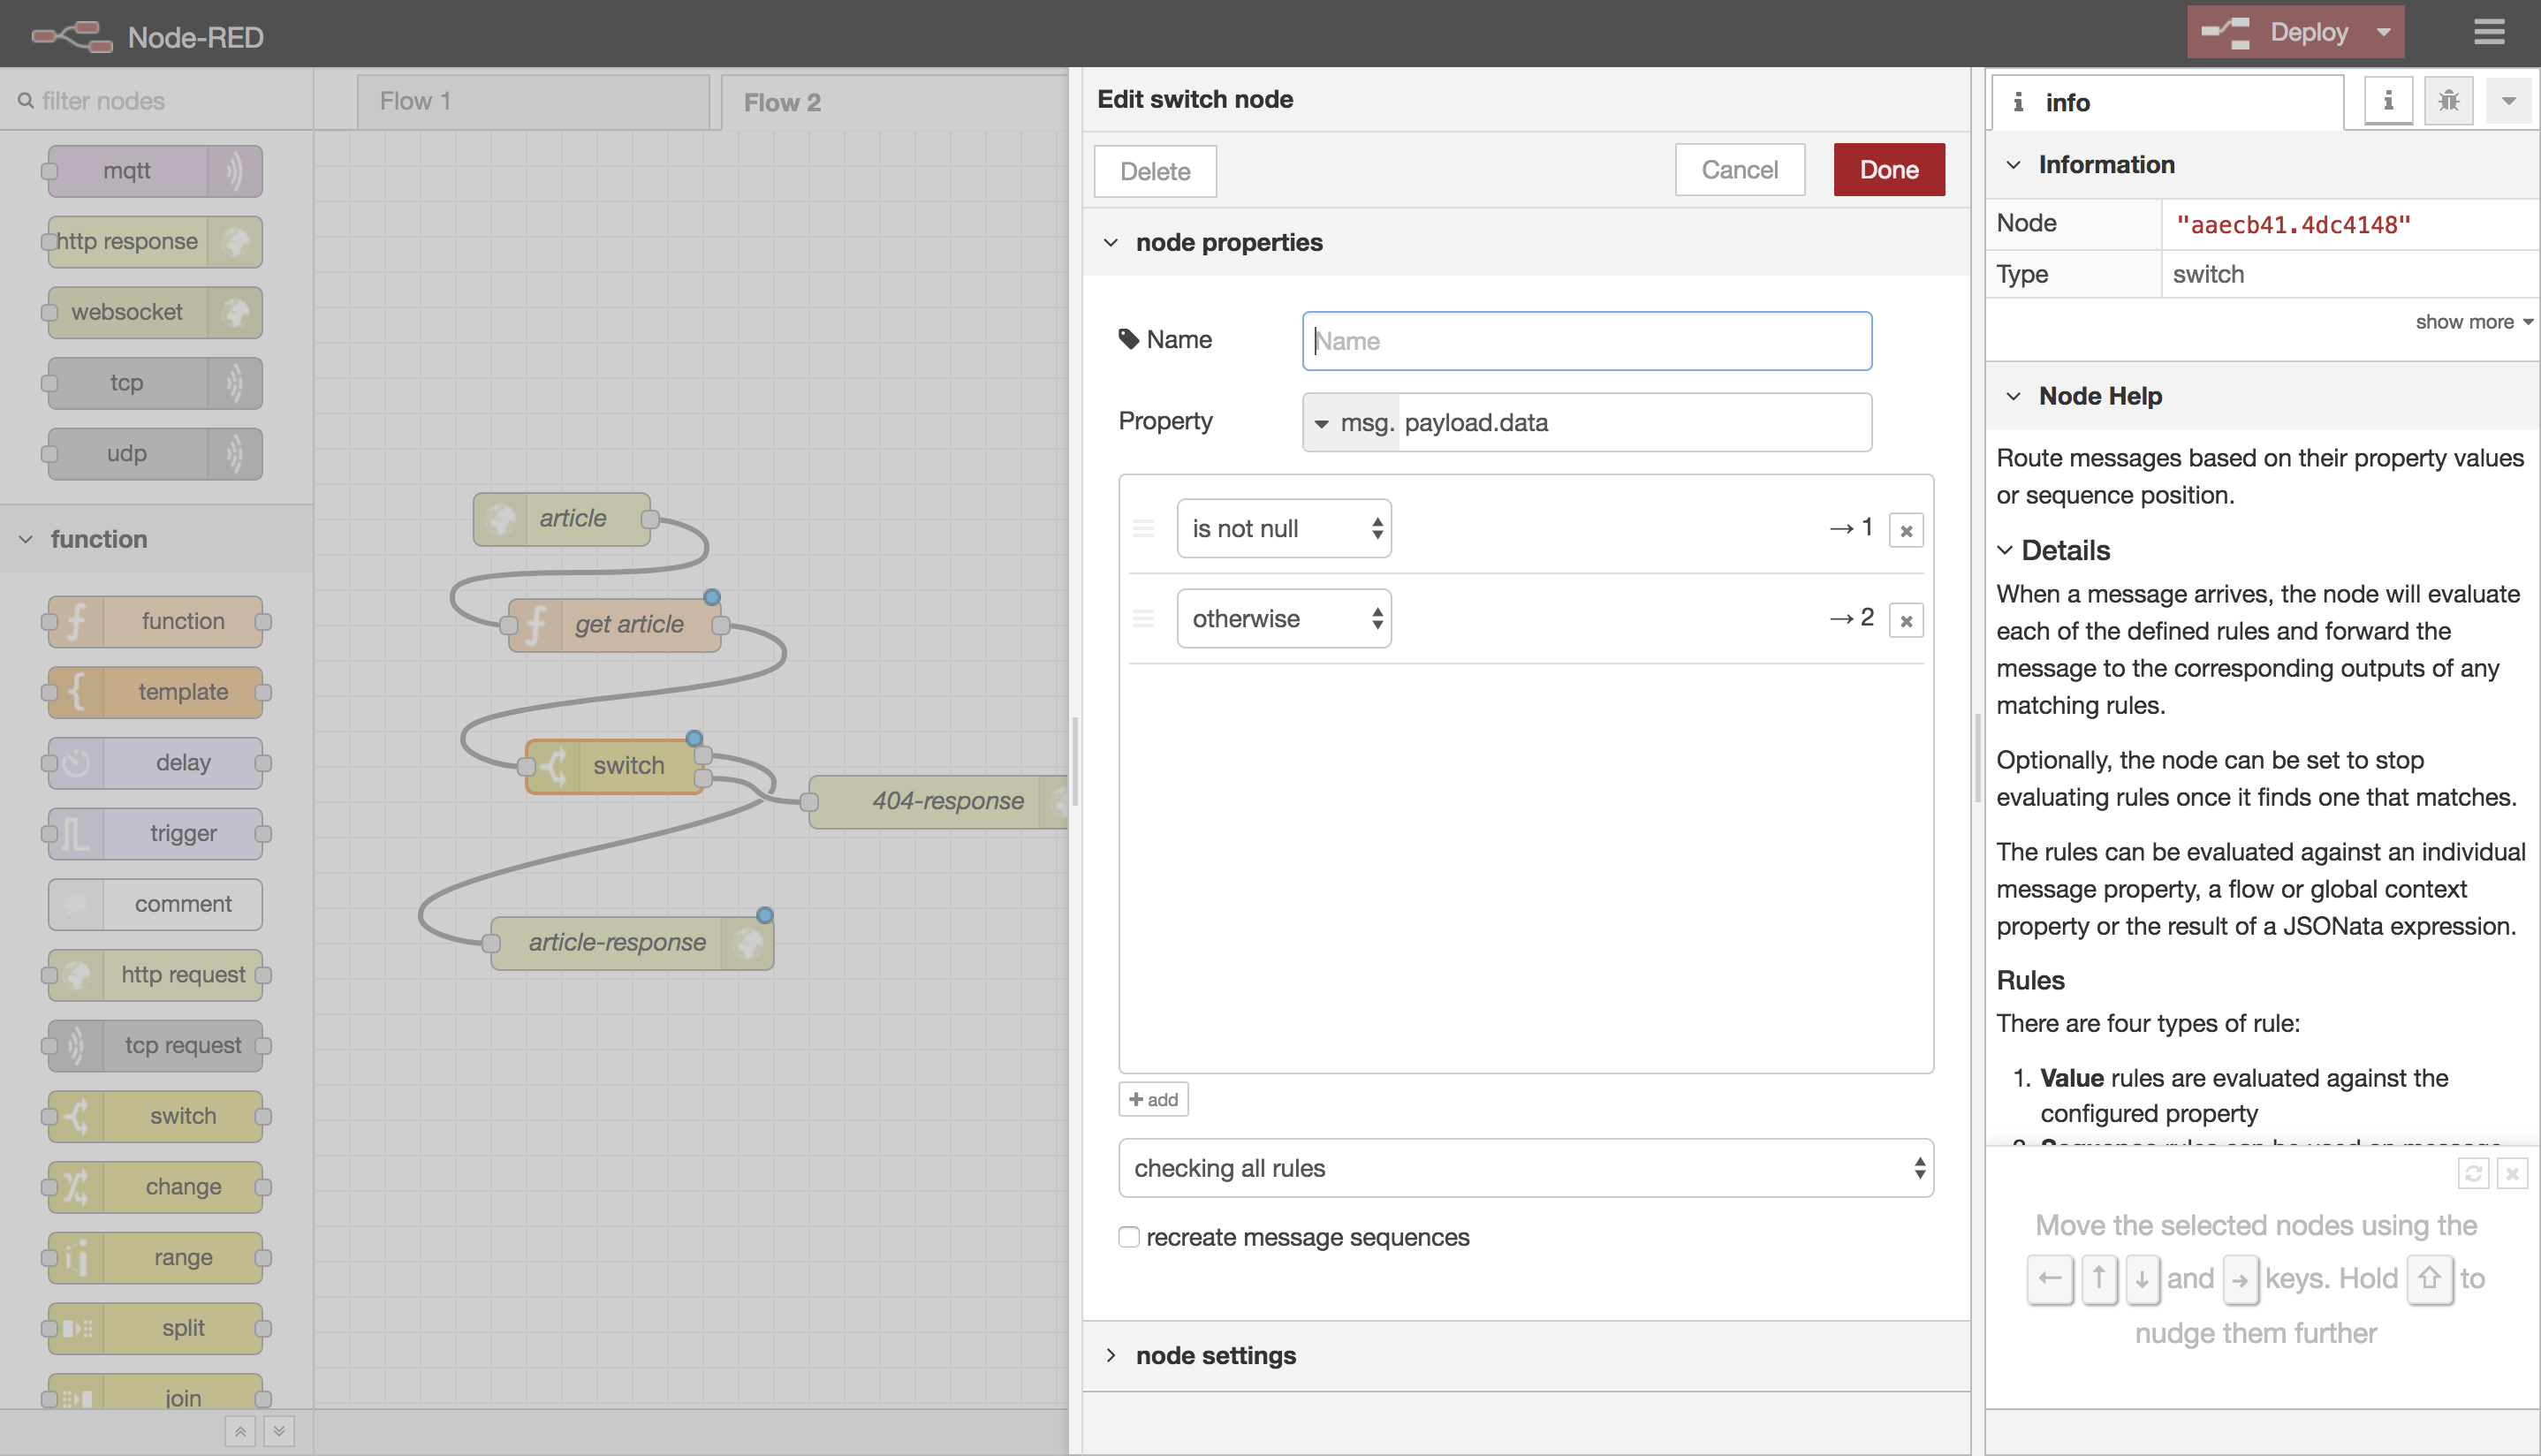 Node-RED
Deploy
filter nodes
mqtt
http response
websocket
tcp
udp
function
function
template
delay
trigger
comment
http request
tcp request
switch
change
range
split
join
Flow 1
Flow 2
article
get article
switch
404-response
article-response
Edit switch node
Delete
Cancel
Done
node properties
Name
Name
Property
msg. payload.data
is not null
→ 1
otherwise
→ 2
add
checking all rules
recreate message sequences
node settings
info
Information
Node
"aaecb41.4dc4148"
Type
switch
show more
Node Help
Route messages based on their property values
or sequence position.
Details
When a message arrives, the node will evaluate
each of the defined rules and forward the
message to the corresponding outputs of any
matching rules.
Optionally, the node can be set to stop
evaluating rules once it finds one that matches.
The rules can be evaluated against an individual
message property, a flow or global context
property or the result of a JSONata expression.
Rules
There are four types of rule:
1. Value rules are evaluated against the
configured property
2. Sequence rules can be used on message
Move the selected nodes using the
← ↑ ↓ and → keys. Hold ⇧ to
nudge them further